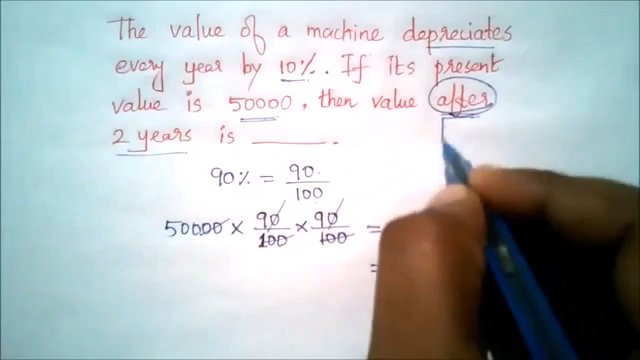 The value of a machine depreciates
every year by 10%. If its present
value is 50000, then value after
2 years is ______.
90% = 90/100
50000 × 90/100 × 90/100 =
=